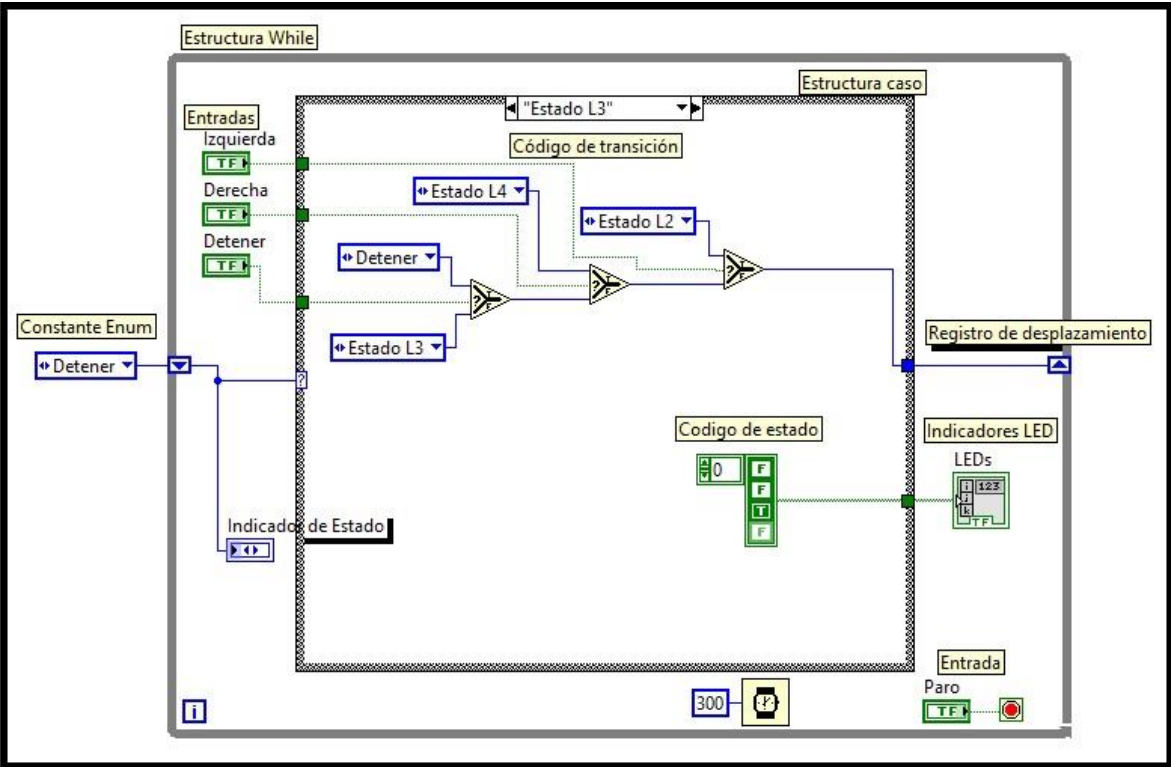 Estructura While
Estructura caso
"Estado L3"
Entradas
Izquierda
TF
Código de transición
Derecha
TF
Estado L4
Estado L2
Detener
TF
Detener
?
T
F
?
T
F
?
T
F
Estado L3
Constante Enum
Detener
Registro de desplazamiento
?
Codigo de estado
Indicadores LED
LEDs
0
F
F
T
F
i
j
k
123
TF
Indicador de Estado
Entrada
Paro
TF
300
i